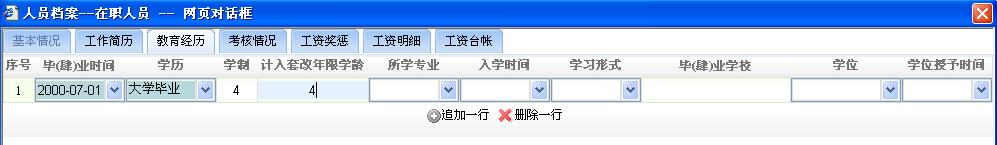 人员档案--在职人员 -- 网页对话框
基本情况 工作简历 教育经历 考核情况 工资奖惩 工资明细 工资台帐
序号 毕(肆)业时间 学历 学制 计入套改年限学龄 所学专业 入学时间 学习形式 毕(肆)业学校 学位 学位授予时间
1 2000-07-01 大学毕业 4 4
追加一行 删除一行